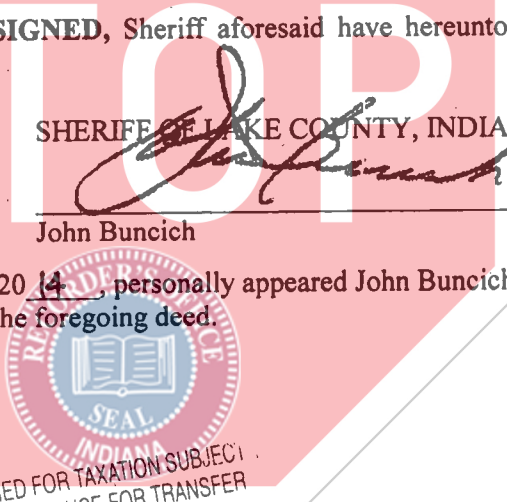 TOP
SIGNED, Sheriff aforesaid have hereunto
SHERIFF OF LAKE COUNTY, INDIA
John Buncich
20 14, personally appeared John Buncich
he foregoing deed.
RECORDER'S OFFICE
SEAL
INDIANA
ED FOR TAXATION SUBJECT
FOR TRANSFER